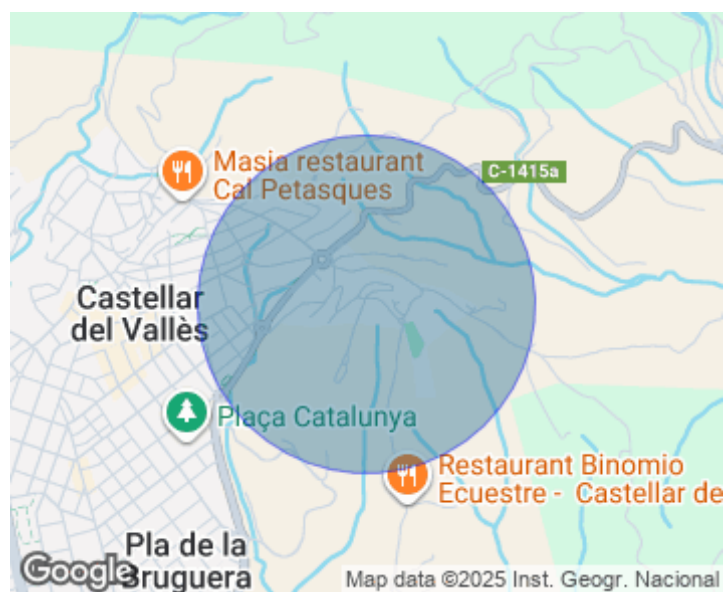 Masia restaurant
Cal Petasques
C-1415a
Castellar
del Vallès
Plaça Catalunya
Restaurant Binomio
Ecuestre - Castellar de
Pla de la
Bruguera
Google
Map data ©2025 Inst. Geogr. Nacional